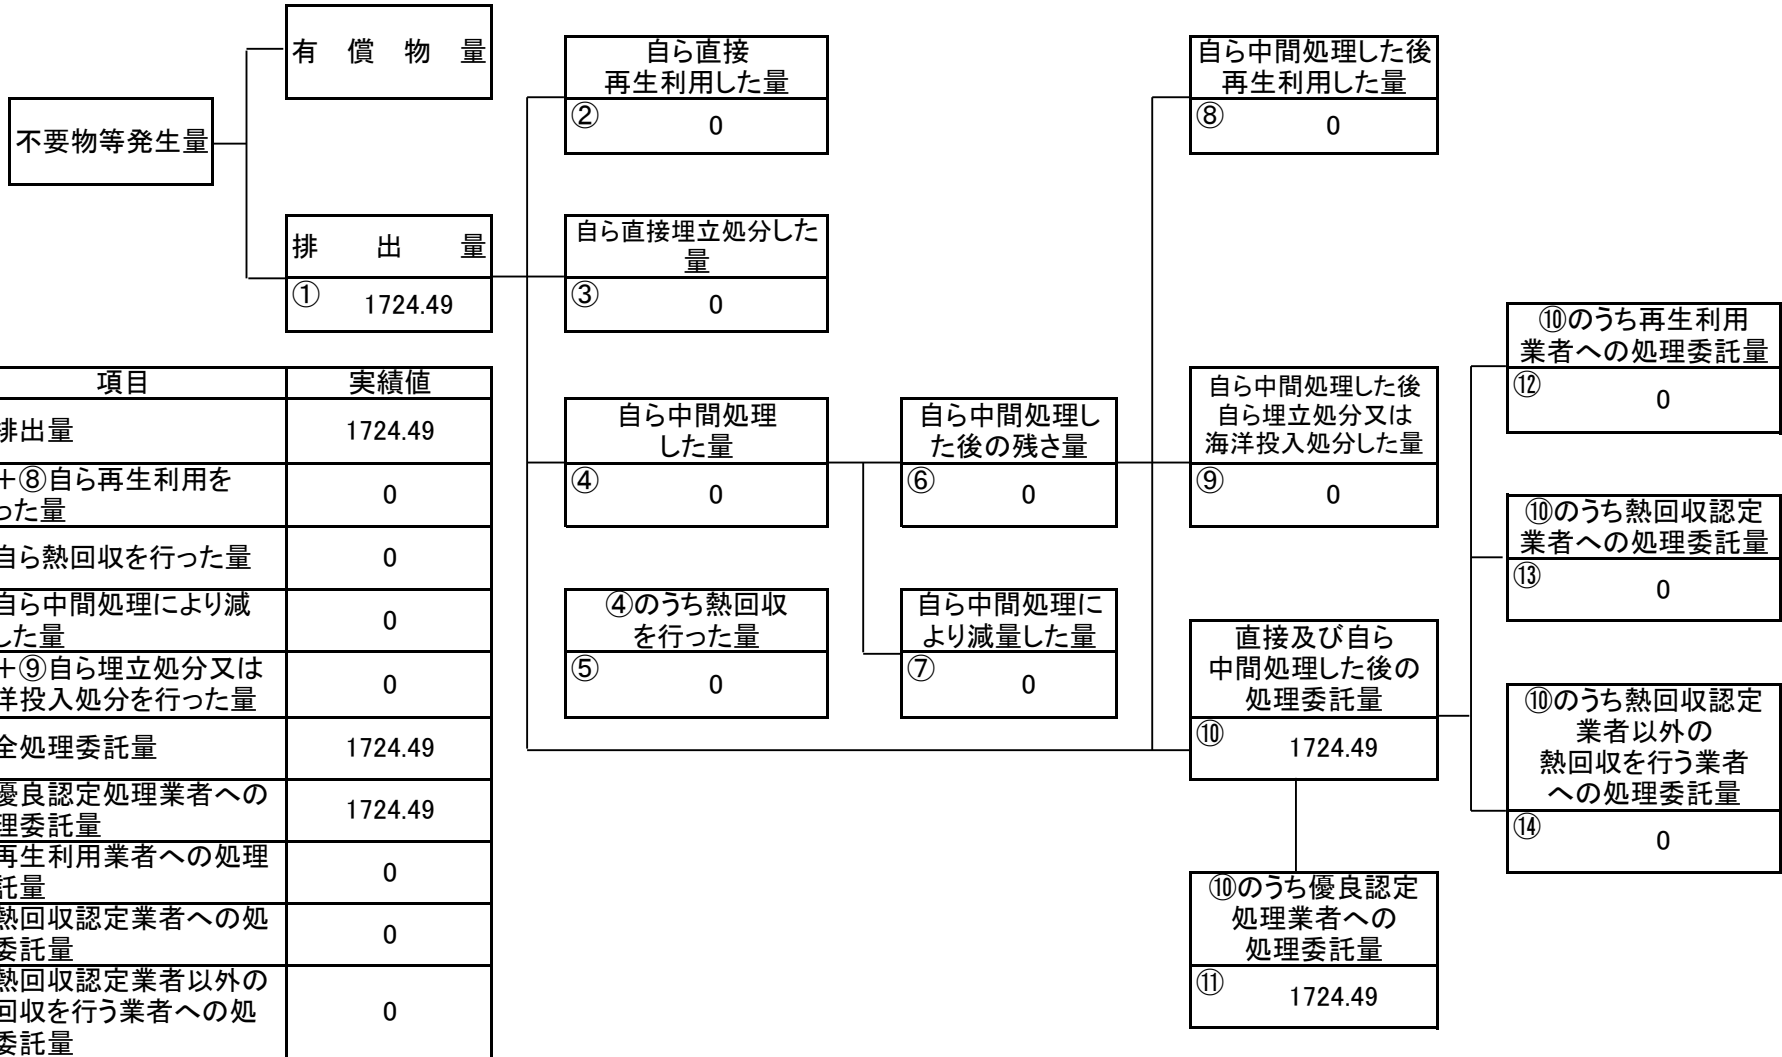 有償物量
不要物等発生量
排出量
① 1724.49
自ら直接
再生利用した量
② 0
自ら直接埋立処分した
量
③ 0
自ら中間処理
した量
④ 0
④のうち熱回収
を行った量
⑤ 0
自ら中間処理し
た後の残さ量
⑥ 0
自ら中間処理に
より減量した量
⑦ 0
自ら中間処理した後
再生利用した量
⑧ 0
自ら中間処理した後
自ら埋立処分又は
海洋投入処分した量
⑨ 0
直接及び自ら
中間処理した後の
処理委託量
⑩ 1724.49
⑩のうち優良認定
処理業者への
処理委託量
⑪ 1724.49
⑩のうち再生利用
業者への処理委託量
⑫ 0
⑩のうち熱回収認定
業者への処理委託量
⑬ 0
⑩のうち熱回収認定
業者以外の
熱回収を行う業者
への処理委託量
⑭ 0
項目 実績値
排出量 1724.49
+⑧自ら再生利用を
った量 0
自ら熱回収を行った量 0
自ら中間処理により減
した量 0
+⑨自ら埋立処分又は
洋投入処分を行った量 0
全処理委託量 1724.49
優良認定処理業者への
理委託量 1724.49
再生利用業者への処理
託量 0
熱回収認定業者への処
委託量 0
熱回収認定業者以外の
回収を行う業者への処
委託量 0